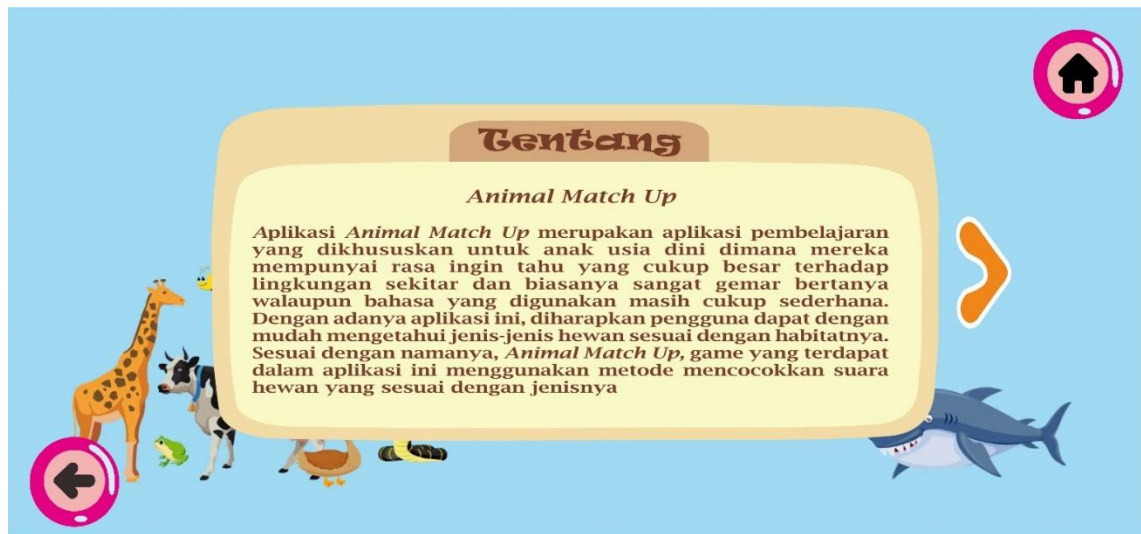 Tentang
Animal Match Up
Aplikasi Animal Match Up merupakan aplikasi pembelajaran
yang dikhususkan untuk anak usia dini dimana mereka
mempunyai rasa ingin tahu yang cukup besar terhadap
lingkungan sekitar dan biasanya sangat gemar bertanya
walaupun bahasa yang digunakan masih cukup sederhana.
Dengan adanya aplikasi ini, diharapkan pengguna dapat dengan
mudah mengetahui jenis-jenis hewan sesuai dengan habitatnya.
Sesuai dengan namanya, Animal Match Up, game yang terdapat
dalam aplikasi ini menggunakan metode mencocokkan suara
hewan yang sesuai dengan jenisnya